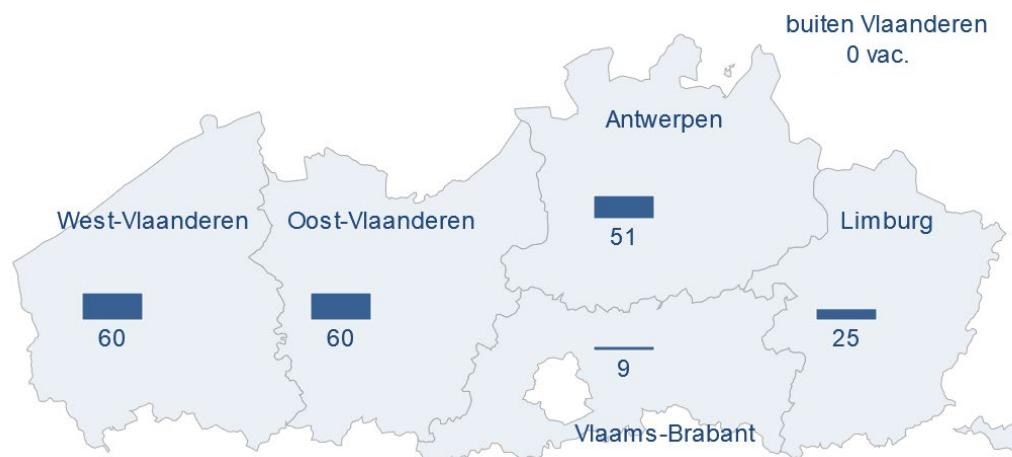 buiten Vlaanderen
0 vac.
Antwerpen
51
West-Vlaanderen
60
Oost-Vlaanderen
60
Limburg
25
9
Vlaams-Brabant